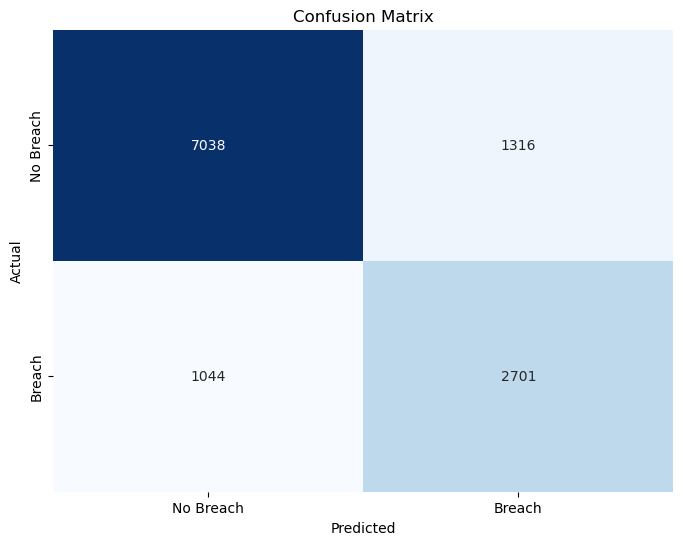 Confusion Matrix
Actual
No Breach
7038
1316
Breach
1044
2701
No Breach
Breach
Predicted